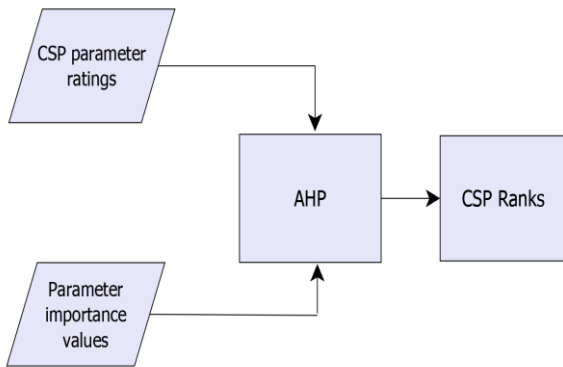 CSP parameter
ratings
AHP
CSP Ranks
Parameter
importance
values